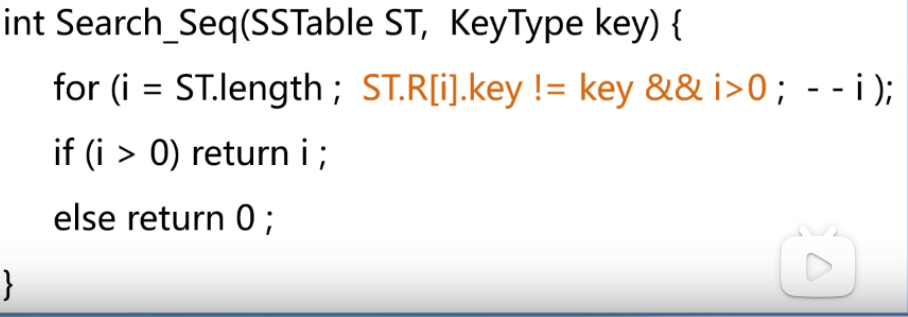 int Search_Seq(SSTable ST, KeyType key) {
for (i = ST.length ; ST.R[i].key != key && i>0 ; - - i );
if (i > 0) return i ;
else return 0 ;
}